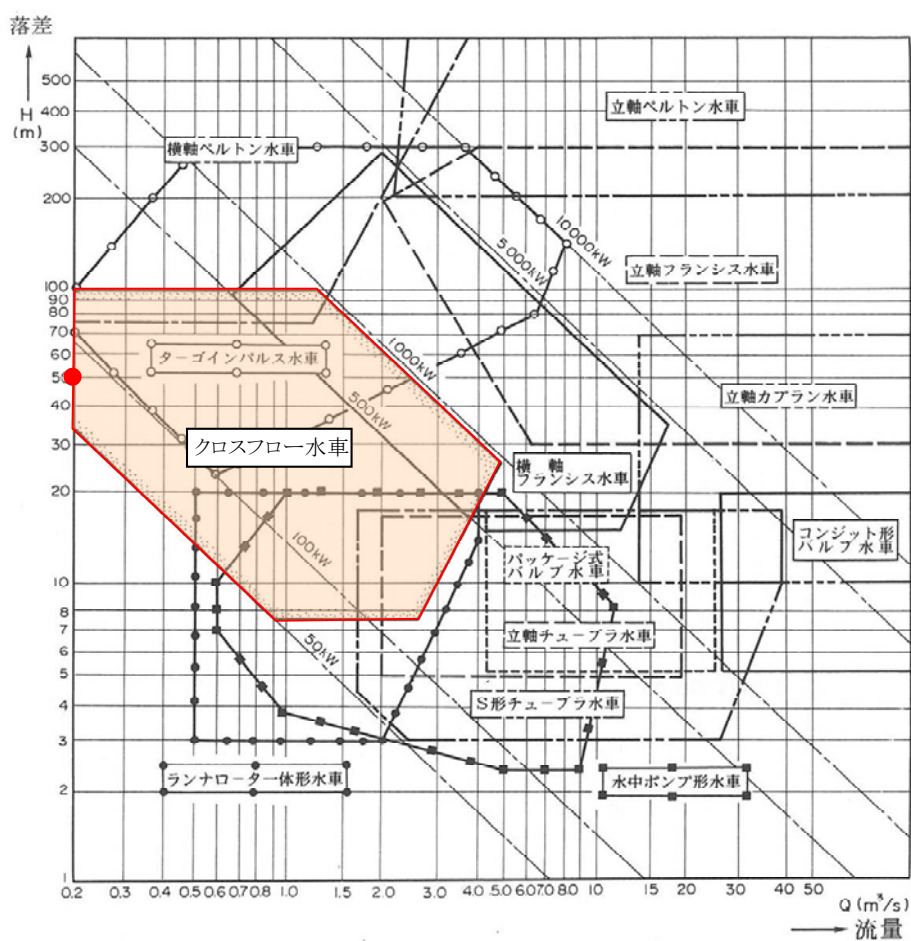 落差
H
(m)
500
400
300
200
100
90
80
70
60
50
40
30
20
10
8
7
6
5
4
3
2
1
立軸ペルトン水車
横軸ペルトン水車
10000kW
5000kW
立軸フランシス水車
1000kW
ターゴインパルス水車
500kW
立軸カプラン水車
クロスフロー水車
横軸
フランシス水車
100kW
コンジット形
バルブ水車
パッケージ式
バルブ水車
立軸チューブラ水車
50kW
S形チューブラ水車
ランナロータ一体形水車
水中ポンプ形水車
0.2 0.3 0.4 0.5 0.6 0.7 0.8 1.0 1.5 2.0 3.0 4.0 5.0 6.0 7.0 8.0 10 15 20 30 40 50
Q (m³/s)
流量